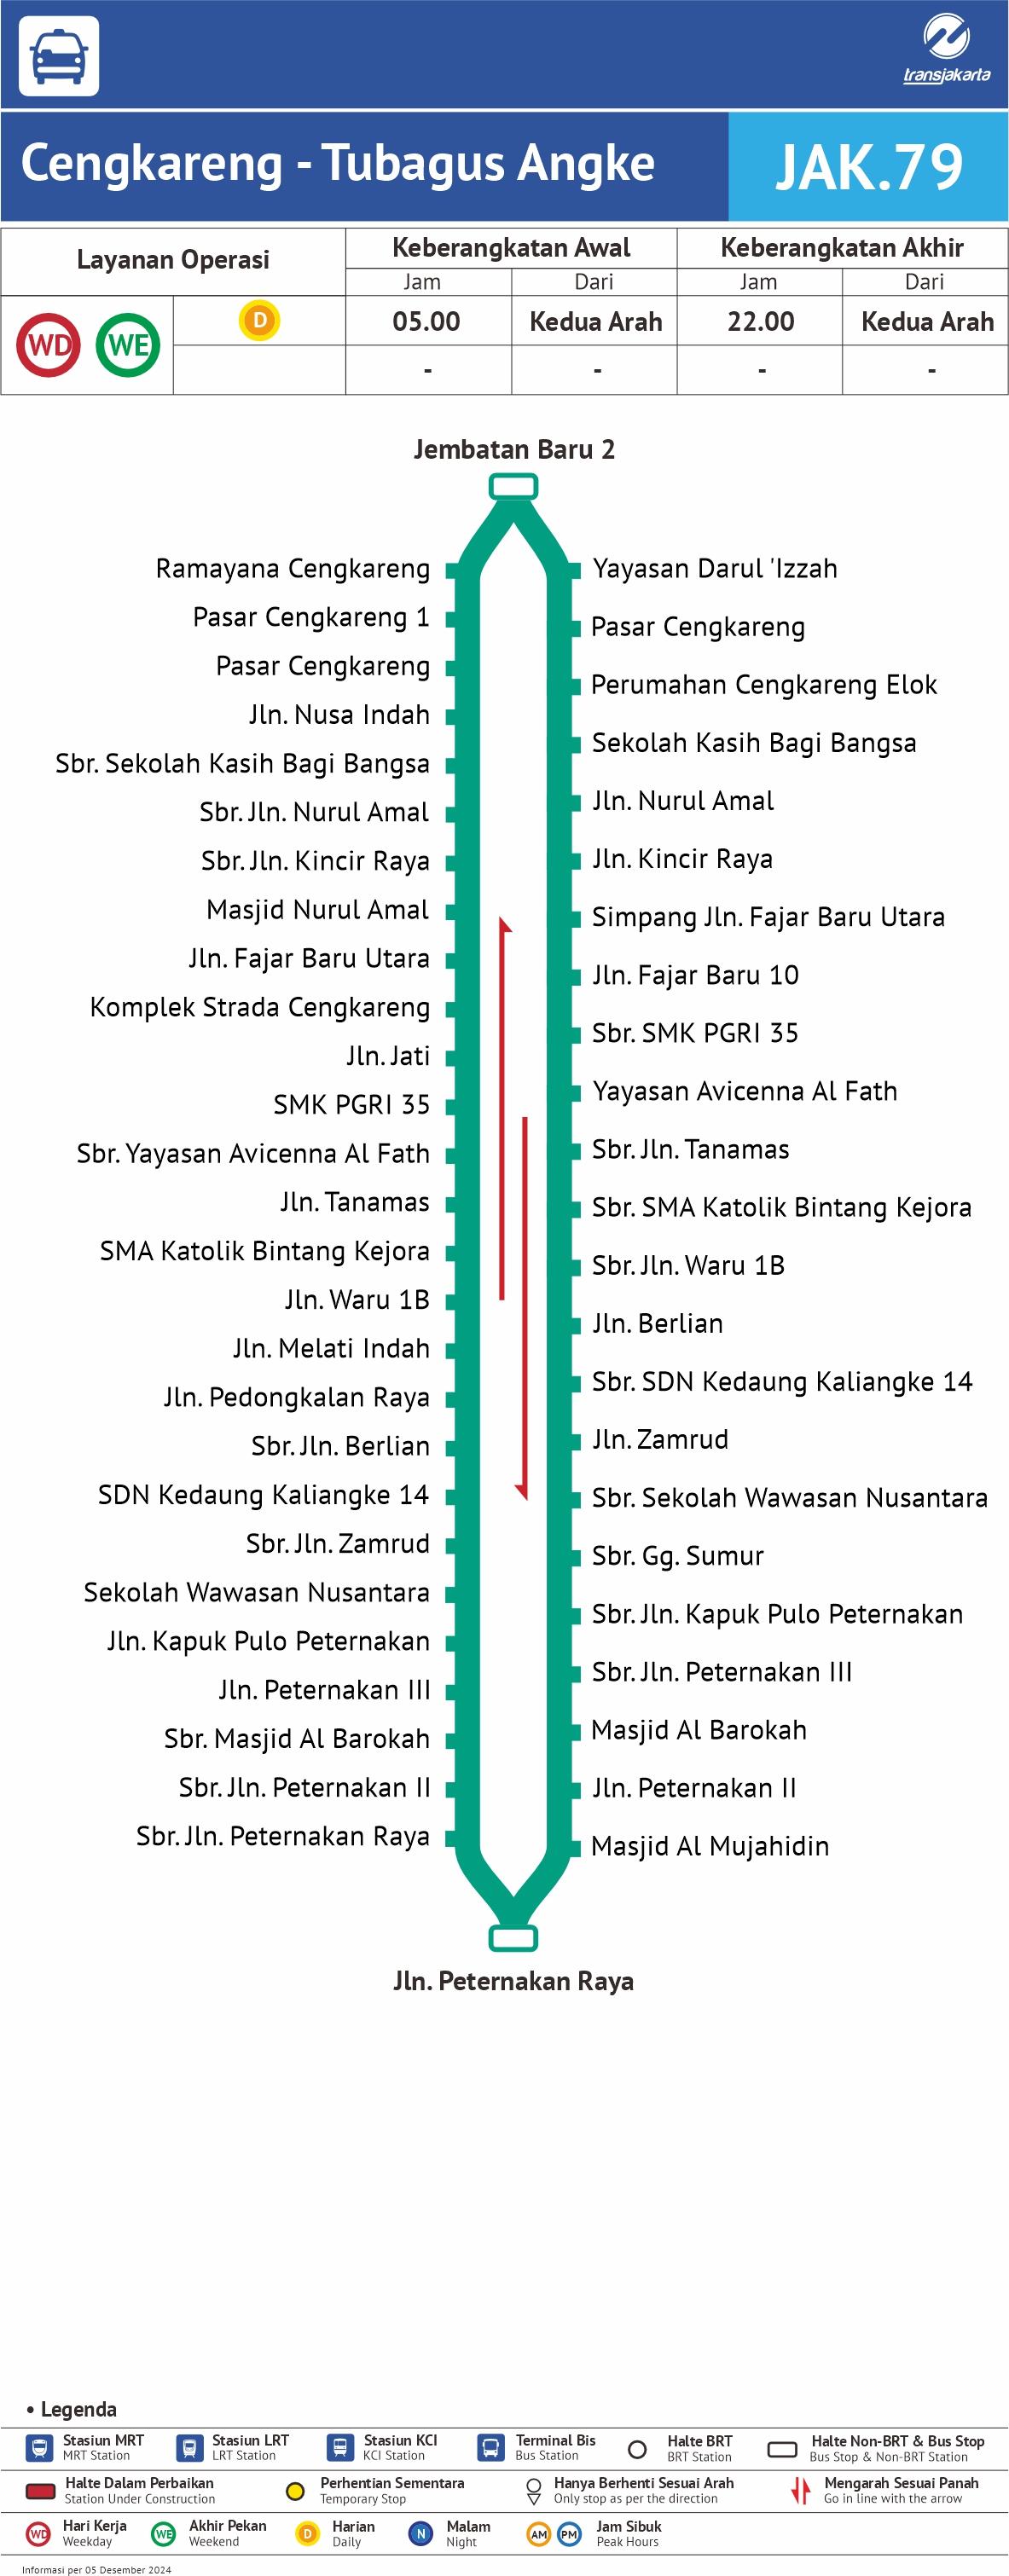 transjakarta
Cengkareng - Tubagus Angke
JAK.79
Layanan Operasi
Keberangkatan Awal
Keberangkatan Akhir
Jam
Dari
Jam
Dari
WD
WE
D
05.00
Kedua Arah
22.00
Kedua Arah
-
-
-
-
Jembatan Baru 2
Ramayana Cengkareng
Pasar Cengkareng 1
Pasar Cengkareng
Jln. Nusa Indah
Sbr. Sekolah Kasih Bagi Bangsa
Sbr. Jln. Nurul Amal
Sbr. Jln. Kincir Raya
Masjid Nurul Amal
Jln. Fajar Baru Utara
Komplek Strada Cengkareng
Jln. Jati
SMK PGRI 35
Sbr. Yayasan Avicenna Al Fath
Jln. Tanamas
SMA Katolik Bintang Kejora
Jln. Waru 1B
Jln. Melati Indah
Jln. Pedongkalan Raya
Sbr. Jln. Berlian
SDN Kedaung Kaliangke 14
Sbr. Jln. Zamrud
Sekolah Wawasan Nusantara
Jln. Kapuk Pulo Peternakan
Jln. Peternakan III
Sbr. Masjid Al Barokah
Sbr. Jln. Peternakan II
Sbr. Jln. Peternakan Raya
Yayasan Darul 'Izzah
Pasar Cengkareng
Perumahan Cengkareng Elok
Sekolah Kasih Bagi Bangsa
Jln. Nurul Amal
Jln. Kincir Raya
Simpang Jln. Fajar Baru Utara
Jln. Fajar Baru 10
Sbr. SMK PGRI 35
Yayasan Avicenna Al Fath
Sbr. Jln. Tanamas
Sbr. SMA Katolik Bintang Kejora
Sbr. Jln. Waru 1B
Jln. Berlian
Sbr. SDN Kedaung Kaliangke 14
Jln. Zamrud
Sbr. Sekolah Wawasan Nusantara
Sbr. Gg. Sumur
Sbr. Jln. Kapuk Pulo Peternakan
Sbr. Jln. Peternakan III
Masjid Al Barokah
Jln. Peternakan II
Masjid Al Mujahidin
Jln. Peternakan Raya
• Legenda
Stasiun MRT
MRT Station
Stasiun LRT
LRT Station
Stasiun KCI
KCI Station
Terminal Bis
Bus Station
Halte BRT
BRT Station
Halte Non-BRT & Bus Stop
Bus Stop & Non-BRT Station
Halte Dalam Perbaikan
Station Under Construction
Perhentian Sementara
Temporary Stop
Hanya Berhenti Sesuai Arah
Only stop as per the direction
Mengarah Sesuai Panah
Go in line with the arrow
WD
Hari Kerja
Weekday
WE
Akhir Pekan
Weekend
D
Harian
Daily
N
Malam
Night
AM
PM
Jam Sibuk
Peak Hours
Informasi per 05 Desember 2024